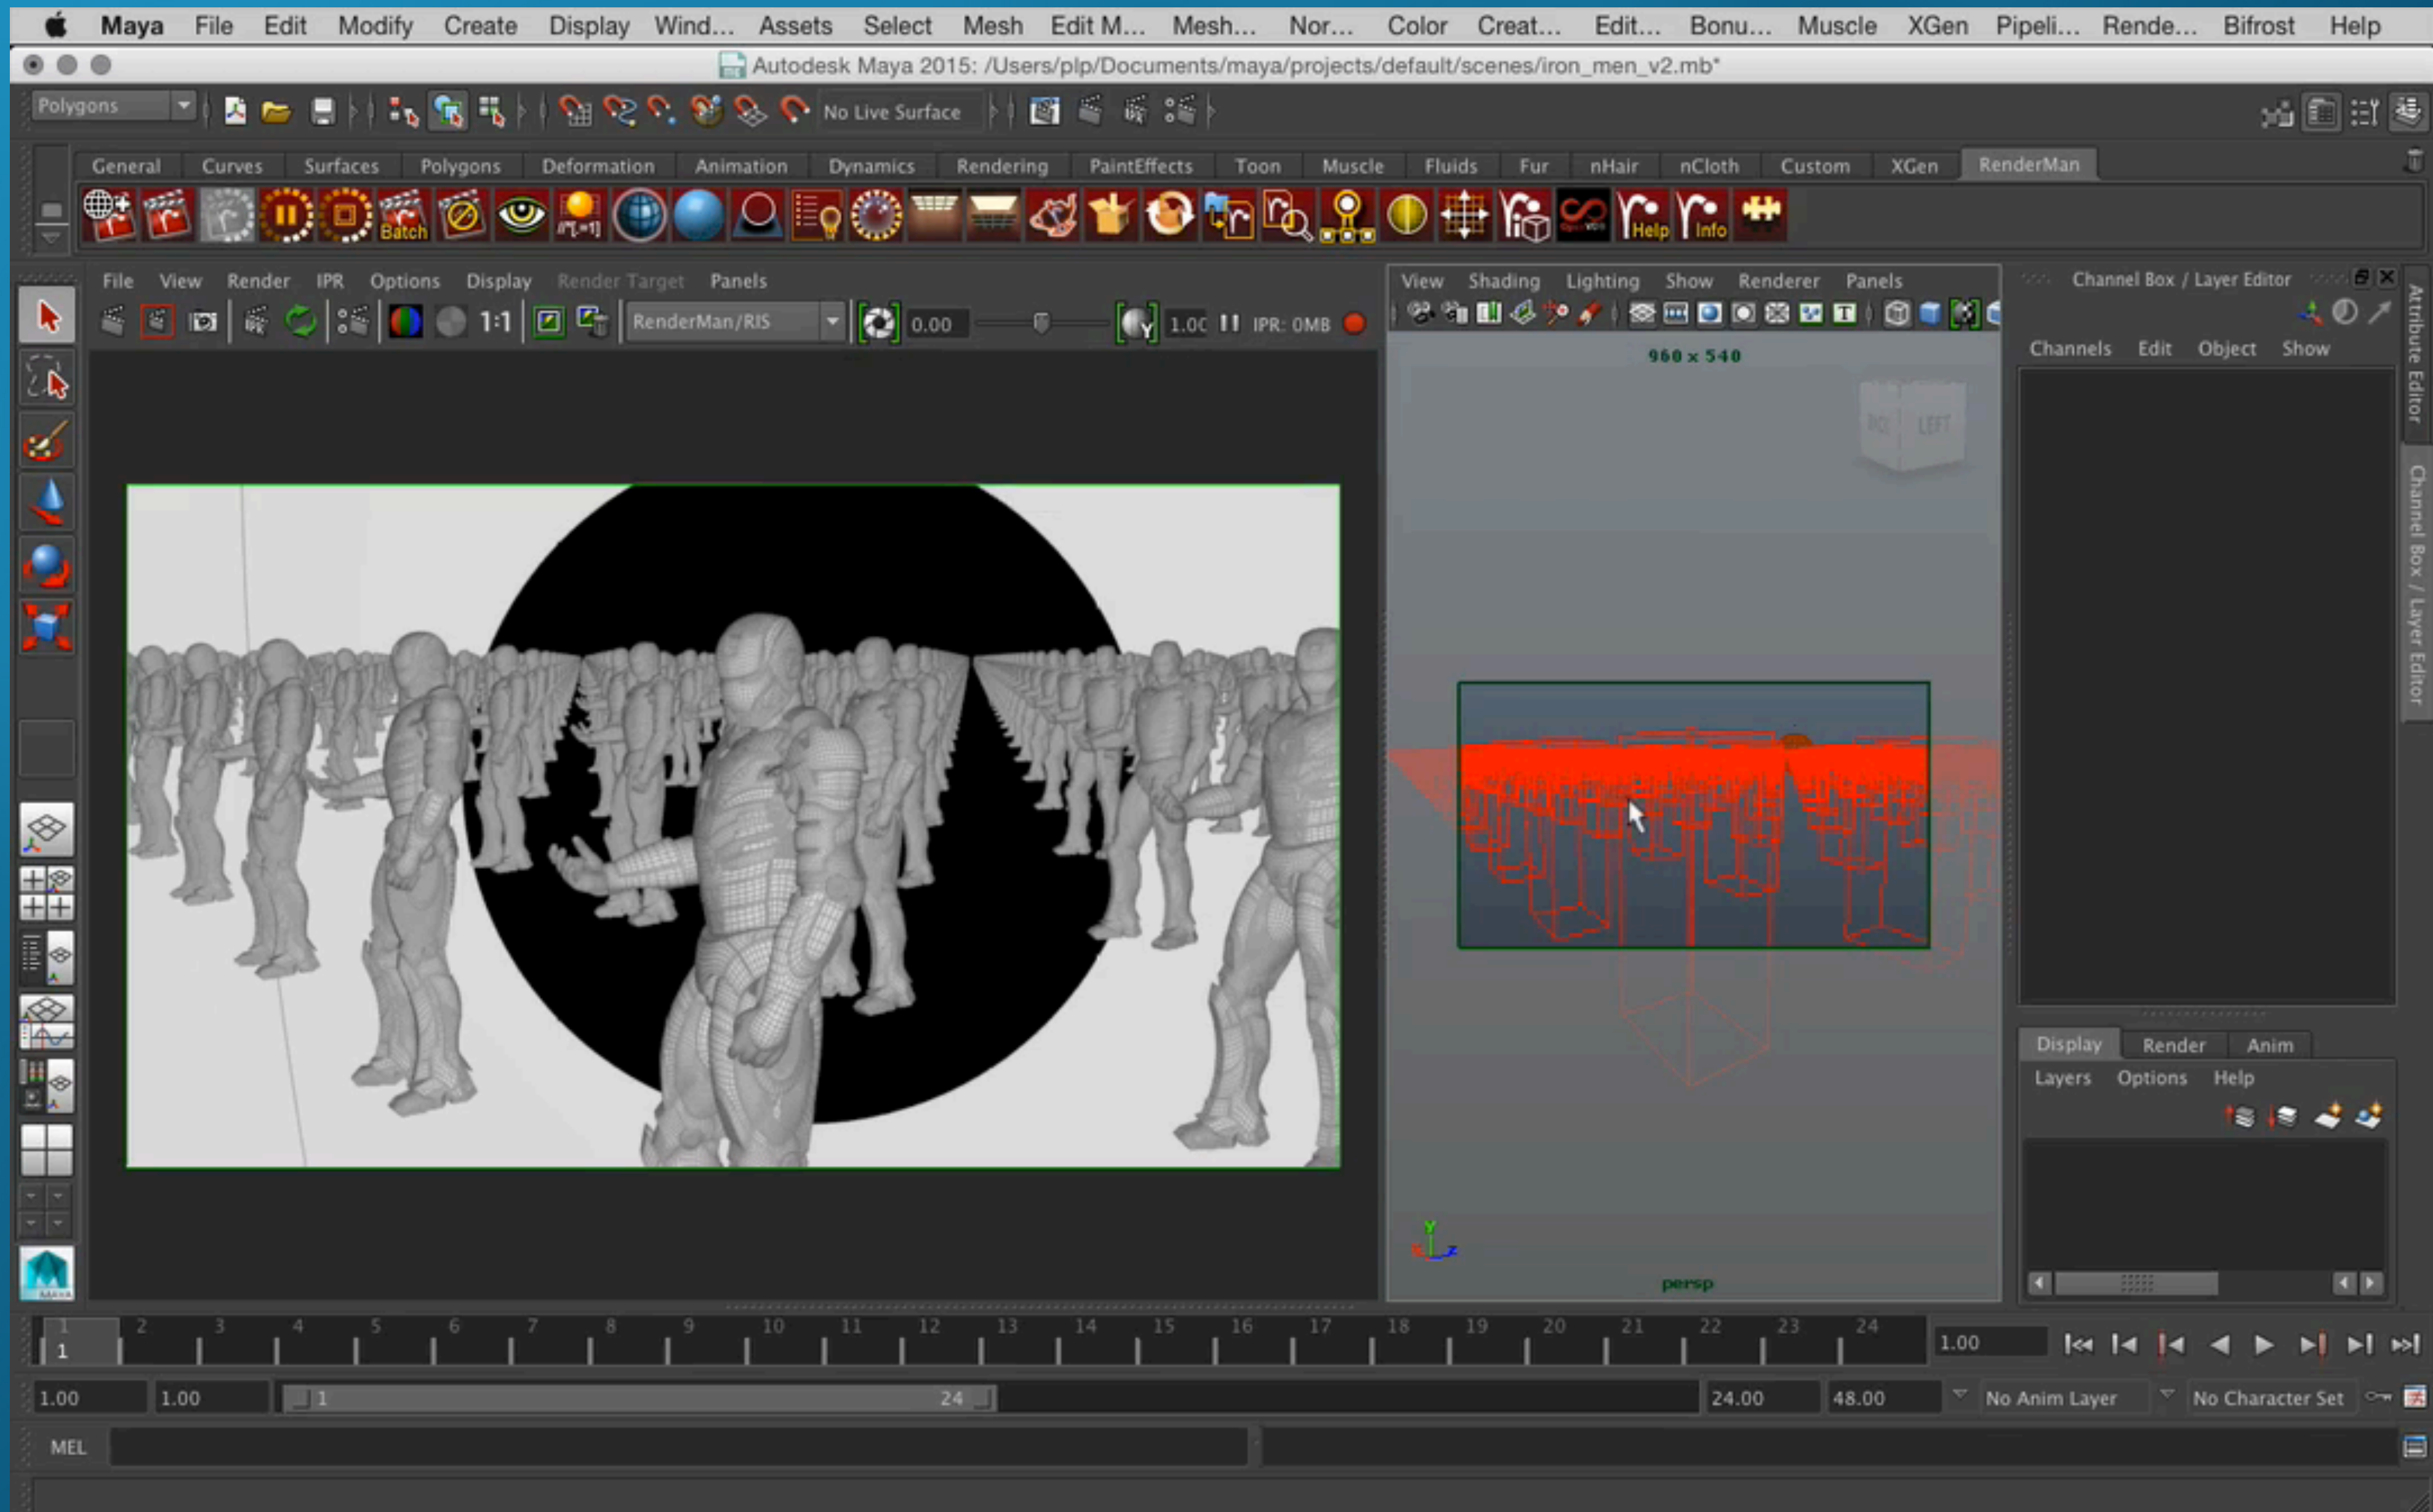 Maya File Edit Modify Create Display Wind... Assets Select Mesh Edit M... Mesh... Nor... Color Creat... Edit... Bonu... Muscle XGen Pipeli... Rende... Bifrost Help
Autodesk Maya 2015: /Users/plp/Documents/maya/projects/default/scenes/iron_men_v2.mb*
Polygons No Live Surface
General Curves Surfaces Polygons Deformation Animation Dynamics Rendering PaintEffects Toon Muscle Fluids Fur nHair nCloth Custom XGen RenderMan
Batch Help Info
File View Render IPR Options Display Render Target Panels
1:1 RenderMan/RIS 0.00 1.00 IPR: 0MB
View Shading Lighting Show Renderer Panels
960 x 540
LEFT
persp
Channel Box / Layer Editor
Channels Edit Object Show
Attribute Editor
Channel Box / Layer Editor
Display Render Anim
Layers Options Help
MAYA
1 2 3 4 5 6 7 8 9 10 11 12 13 14 15 16 17 18 19 20 21 22 23 24
1 1.00
1.00 1.00 1 24 24.00 48.00 No Anim Layer No Character Set
MEL